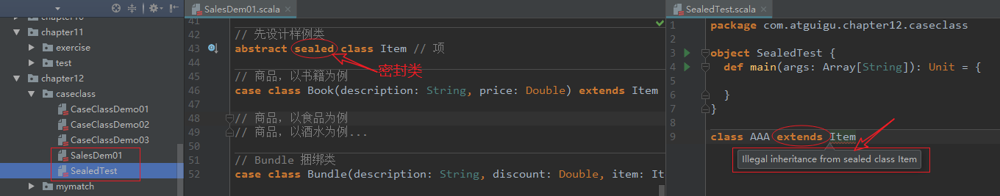 chapter10
chapter11
exercise
test
chapter12
caseclass
CaseClassDemo01
CaseClassDemo02
CaseClassDemo03
SalesDem01
SealedTest
mymatch
SalesDem01.scala ×
41
42 // 先设计样例类
43 abstract sealed class Item // 项
44
密封类
45 // 商品，以书籍为例
46 case class Book(description: String, price: Double) extends Item
47
48 // 商品，以食品为例
49 // 商品，以酒水为例...
50
51 // Bundle 捆绑类
52 case class Bundle(description: String, discount: Double, item: It
SealedTest.scala ×
1 package com.atguigu.chapter12.caseclass
2
3 object SealedTest {
4 def main(args: Array[String]): Unit = {
5
6 }
7 }
8
9 class AAA extends Item
Illegal inheritance from sealed class Item